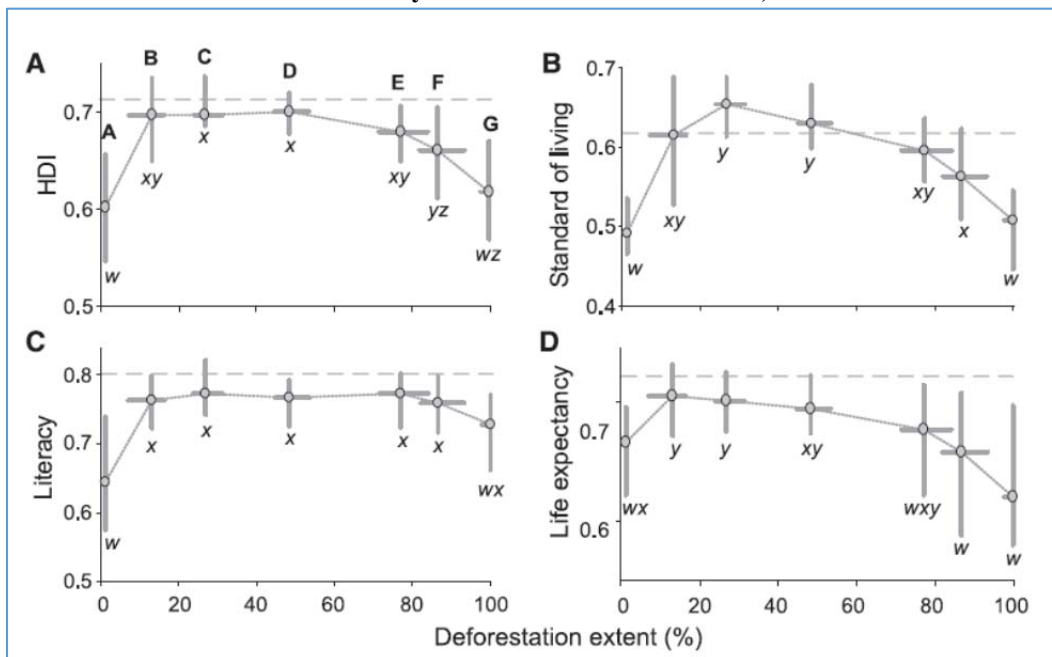 A
A
B
C
D
E
F
G
HDI
0.7
0.6
0.5
w
xy
x
x
xy
yz
wz
B
Standard of living
0.7
0.6
0.5
0.4
w
xy
y
y
xy
x
w
C
Literacy
0.8
0.7
0.6
0.5
w
x
x
x
x
x
wx
0 20 40 60 80 100
D
Life expectancy
0.7
0.6
wx
y
y
xy
wxy
w
w
0 20 40 60 80 100
Deforestation extent (%)